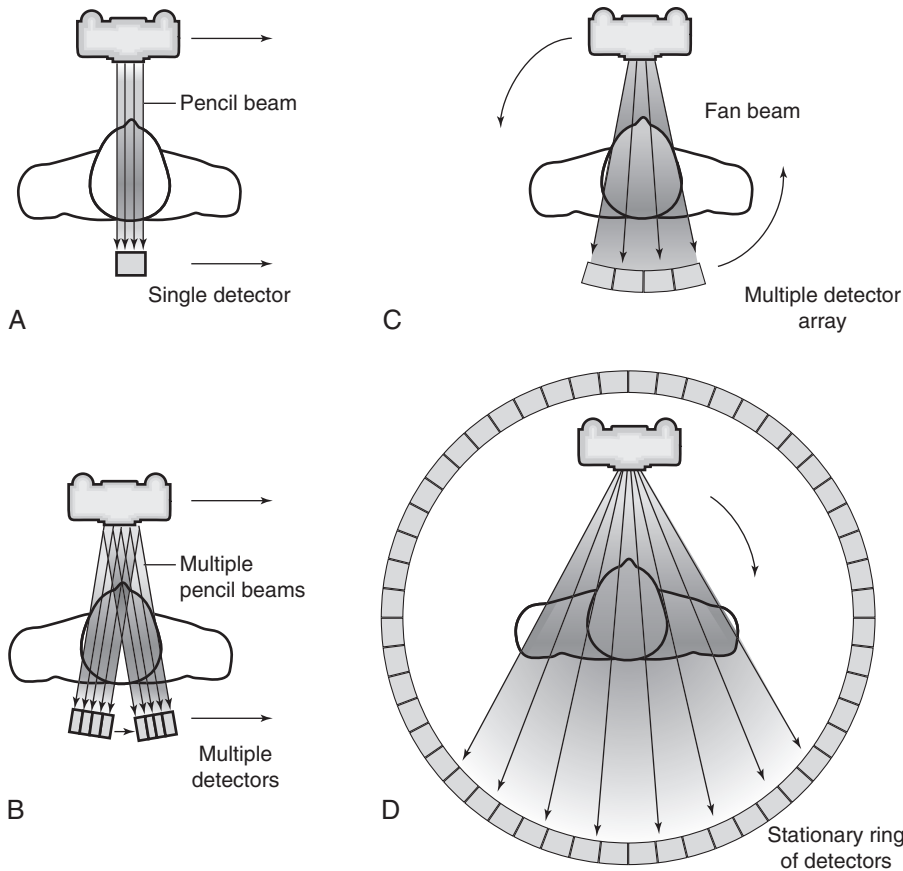 Pencil beam
Single detector
A
Fan beam
Multiple detector
array
C
Multiple
pencil beams
Multiple
detectors
B
D
Stationary ring
of detectors